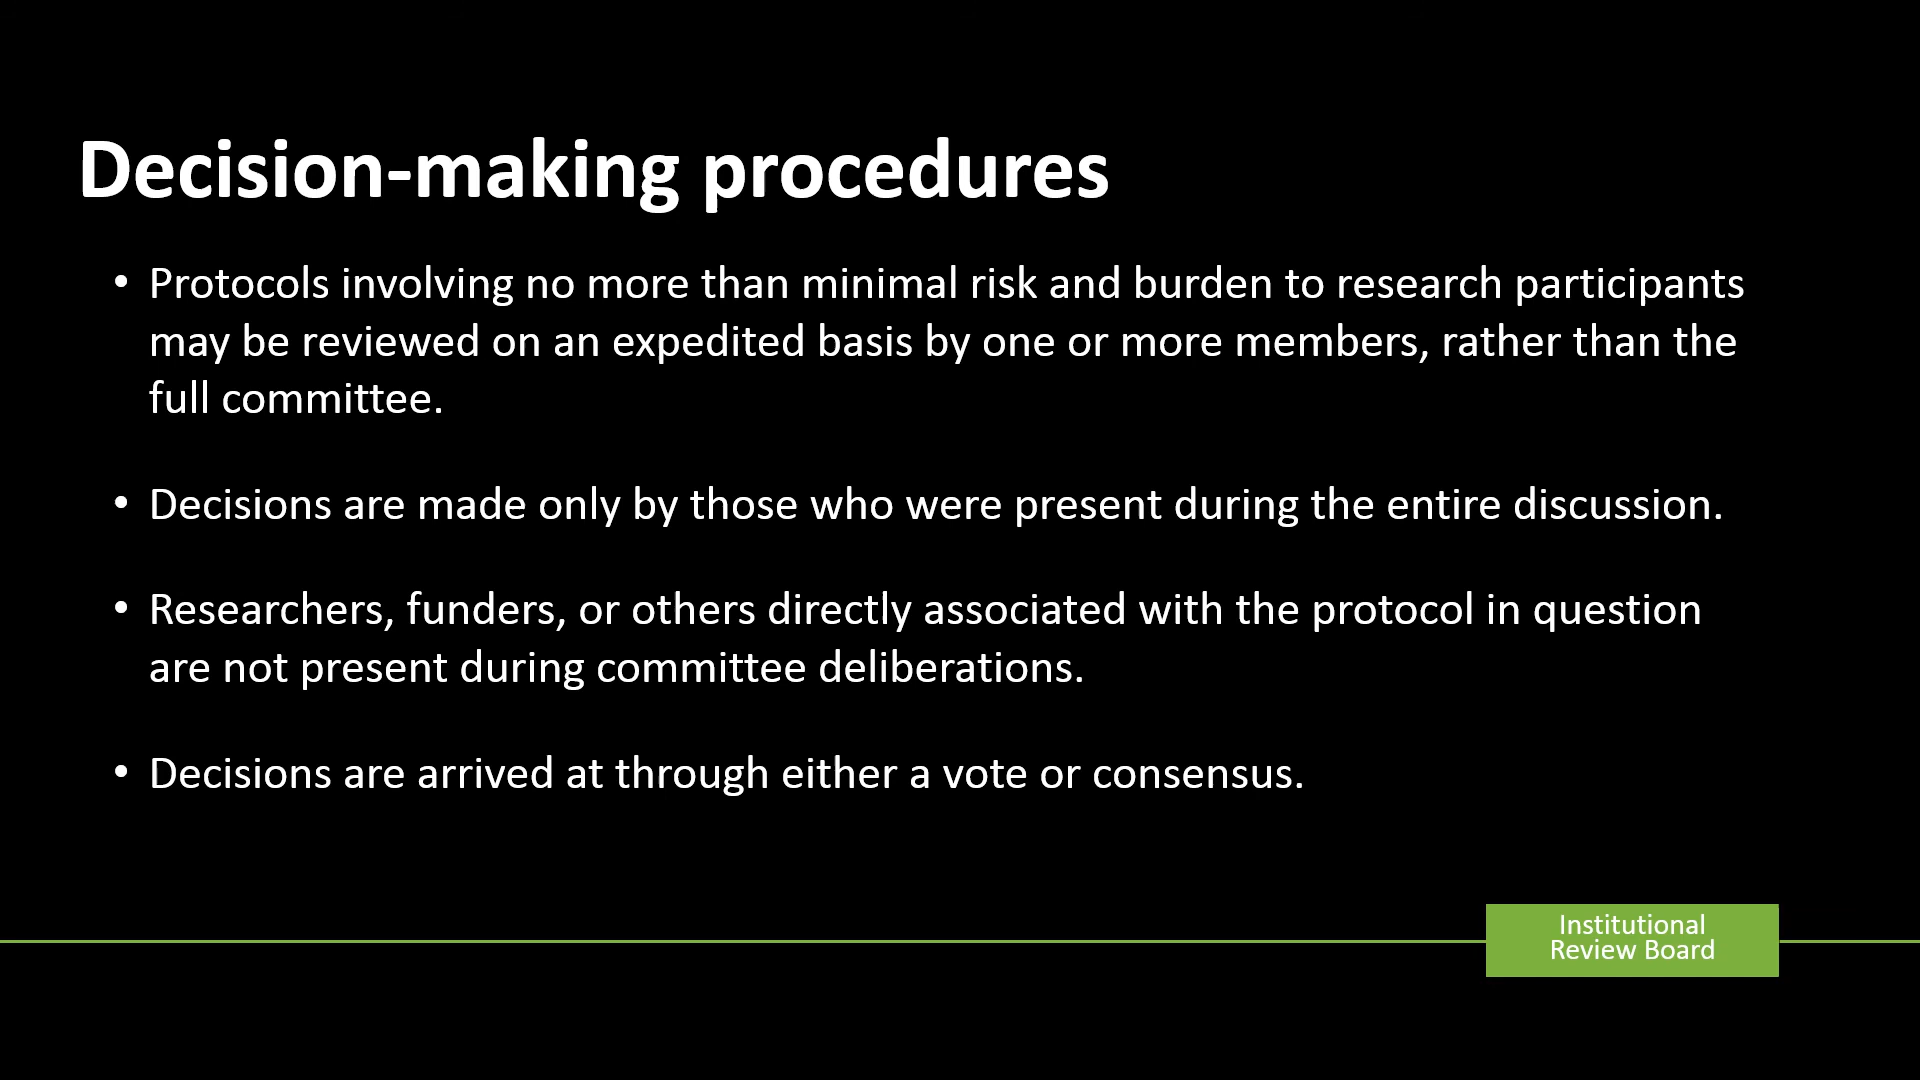 Decision-making procedures
• Protocols involving no more than minimal risk and burden to research participants
may be reviewed on an expedited basis by one or more members, rather than the
full committee.
• Decisions are made only by those who were present during the entire discussion.
• Researchers, funders, or others directly associated with the protocol in question
are not present during committee deliberations.
• Decisions are arrived at through either a vote or consensus.
Institutional
Review Board